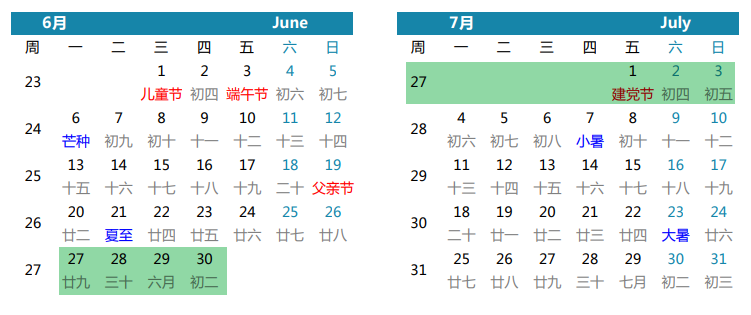 6月 June
周 一 二 三 四 五 六 日
23 1 2 3 4 5
儿童节 初四 端午节 初六 初七
24 6 7 8 9 10 11 12
芒种 初九 初十 十一 十二 十三 十四
25 13 14 15 16 17 18 19
十五 十六 十七 十八 十九 二十 父亲节
26 20 21 22 23 24 25 26
廿二 夏至 廿四 廿五 廿六 廿七 廿八
27 27 28 29 30
廿九 三十 六月 初二
7月 July
周 一 二 三 四 五 六 日
27 1 2 3
建党节 初四 初五
28 4 5 6 7 8 9 10
初六 初七 初八 小暑 初十 十一 十二
29 11 12 13 14 15 16 17
十三 十四 十五 十六 十七 十八 十九
30 18 19 20 21 22 23 24
二十 廿一 廿二 廿三 廿四 大暑 廿六
31 25 26 27 28 29 30 31
廿七 廿八 廿九 三十 七月 初二 初三